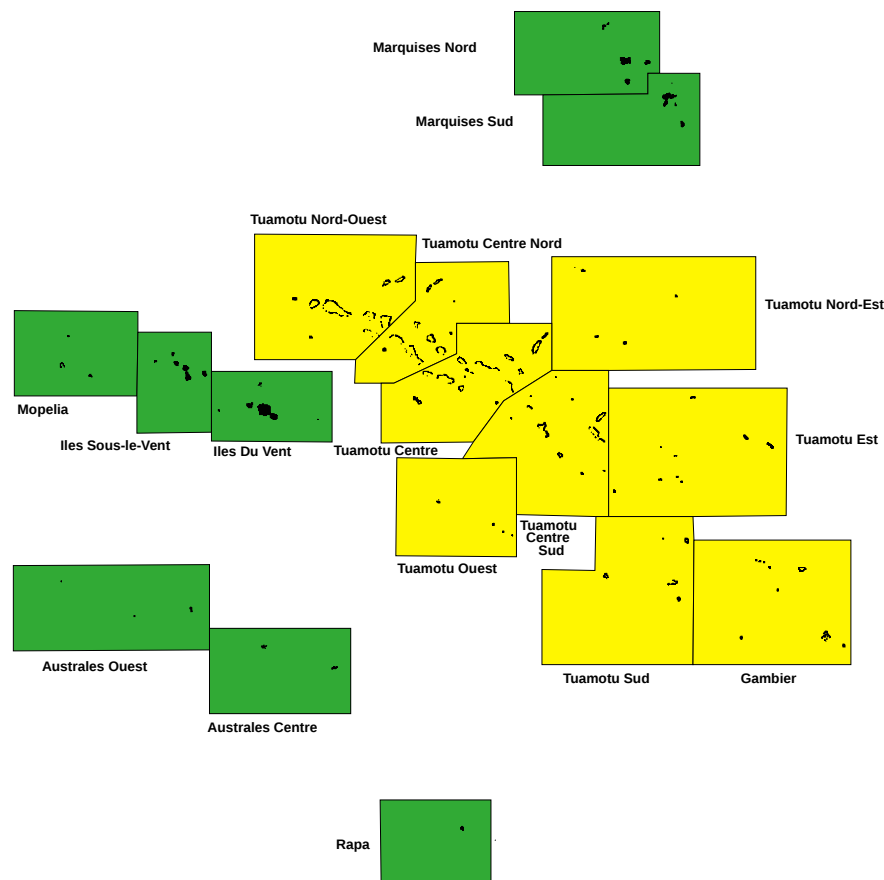 Marquises Nord
Marquises Sud
Tuamotu Nord-Ouest
Tuamotu Centre Nord
Tuamotu Nord-Est
Mopelia
Iles Sous-le-Vent
Iles Du Vent
Tuamotu Centre
Tuamotu Est
Tuamotu
Centre
Sud
Tuamotu Ouest
Australes Ouest
Tuamotu Sud
Gambier
Australes Centre
Rapa